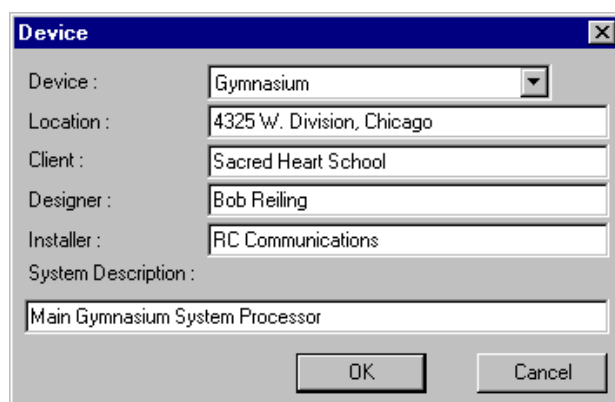 Device
Device : Gymnasium
Location : 4325 W. Division, Chicago
Client : Sacred Heart School
Designer : Bob Reiling
Installer : RC Communications
System Description :
Main Gymnasium System Processor
OK Cancel